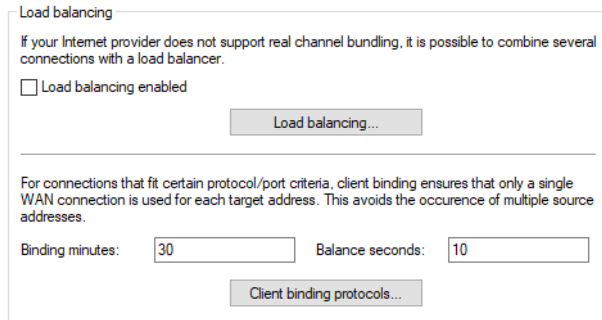 Load balancing
If your Internet provider does not support real channel bundling, it is possible to combine several
connections with a load balancer.
Load balancing enabled
Load balancing...
For connections that fit certain protocol/port criteria, client binding ensures that only a single
WAN connection is used for each target address. This avoids the occurence of multiple source
addresses.
Binding minutes: 30 Balance seconds: 10
Client binding protocols...